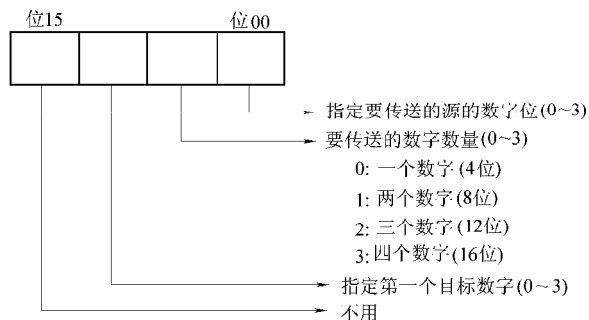 位15 位00
指定要传送的源的数字位(0~3)
要传送的数字数量(0~3)
0: 一个数字(4位)
1: 两个数字(8位)
2: 三个数字(12位)
3: 四个数字(16位)
指定第一个目标数字(0~3)
不用